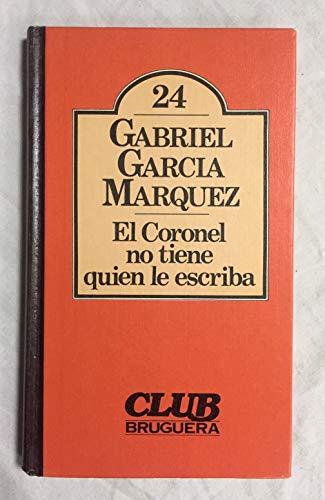 24
GABRIEL
GARCIA
MARQUEZ
El Coronel
no tiene
quien le escriba
CLUB
BRUGUERA